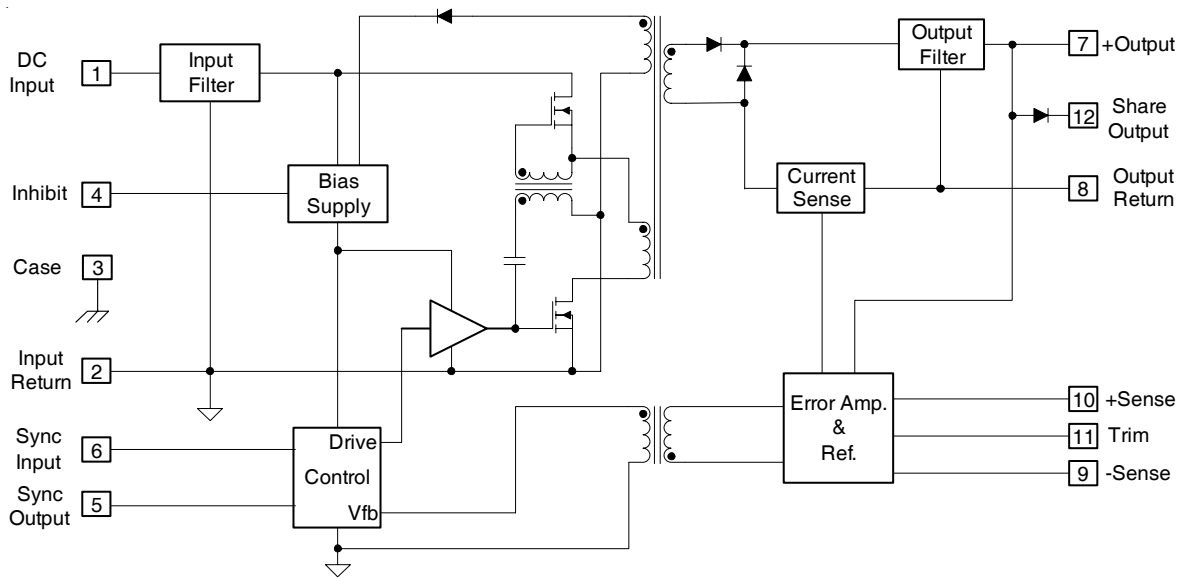 DC
Input
1
Input
Filter
Output
Filter
7
+Output
12
Share
Output
Inhibit
4
Bias
Supply
Current
Sense
8
Output
Return
Case
3
Input
Return
2
Error Amp.
&
Ref.
10
+Sense
11
Trim
9
-Sense
Sync
Input
6
Drive
Control
Vfb
Sync
Output
5